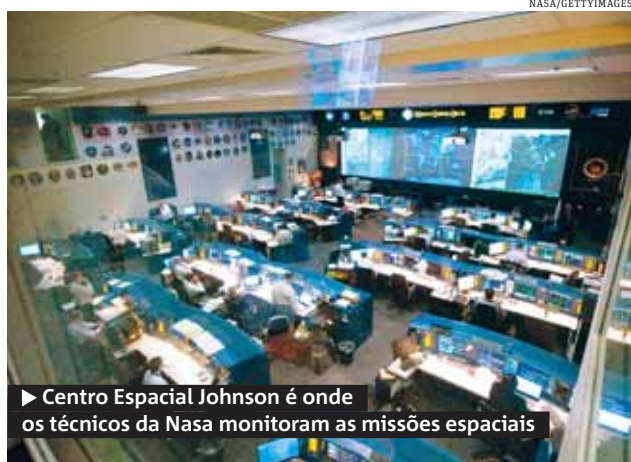 NASA/GETTYIMAGES
▶ Centro Espacial Johnson é onde
os técnicos da Nasa monitoram as missões espaciais